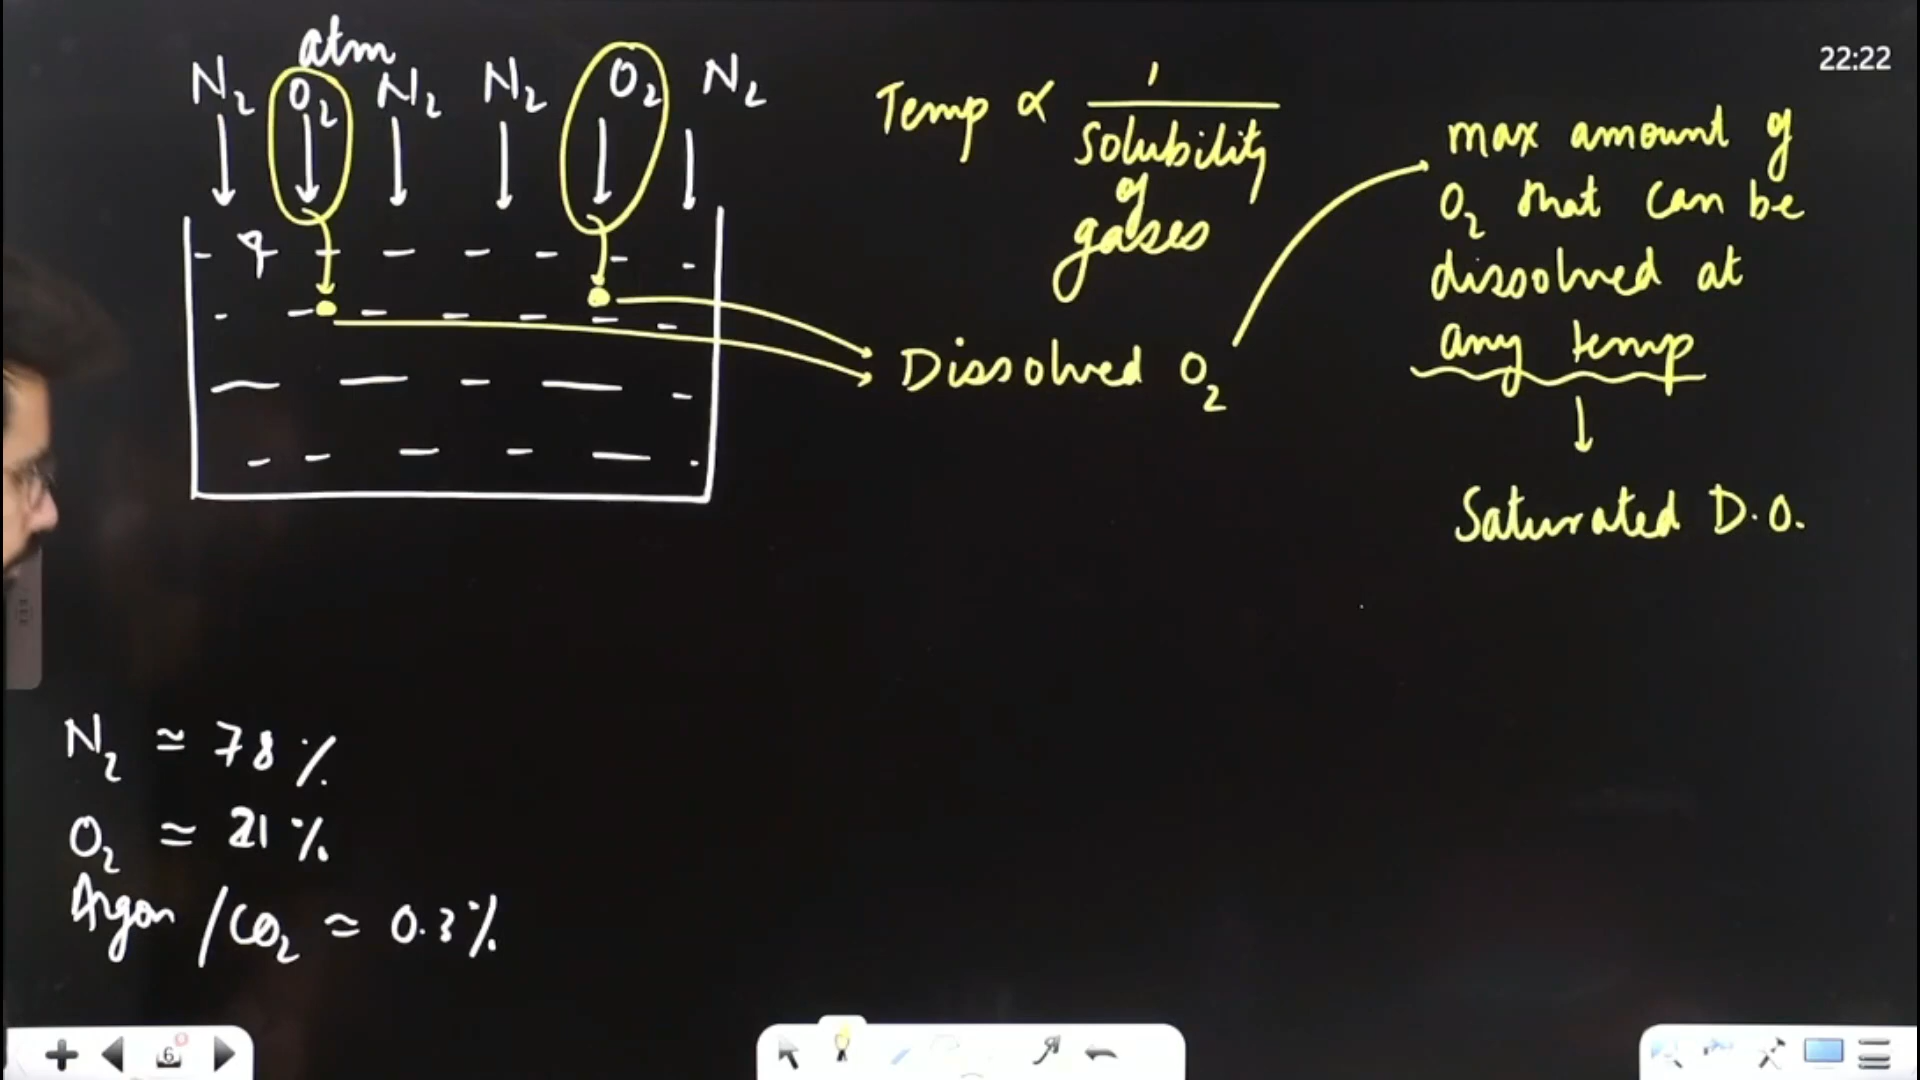 atm
N₂ O₂ N₂ N₂ O₂ N₂
22:22
Temp ∝ 1 / solubility of gases
max amount of
O₂ that can be
dissolved at
any temp
Dissolved O₂
Saturated D.O.
N₂ ≃ 78 %
O₂ ≃ 21 %
Argon / CO₂ ≃ 0.3 %
6